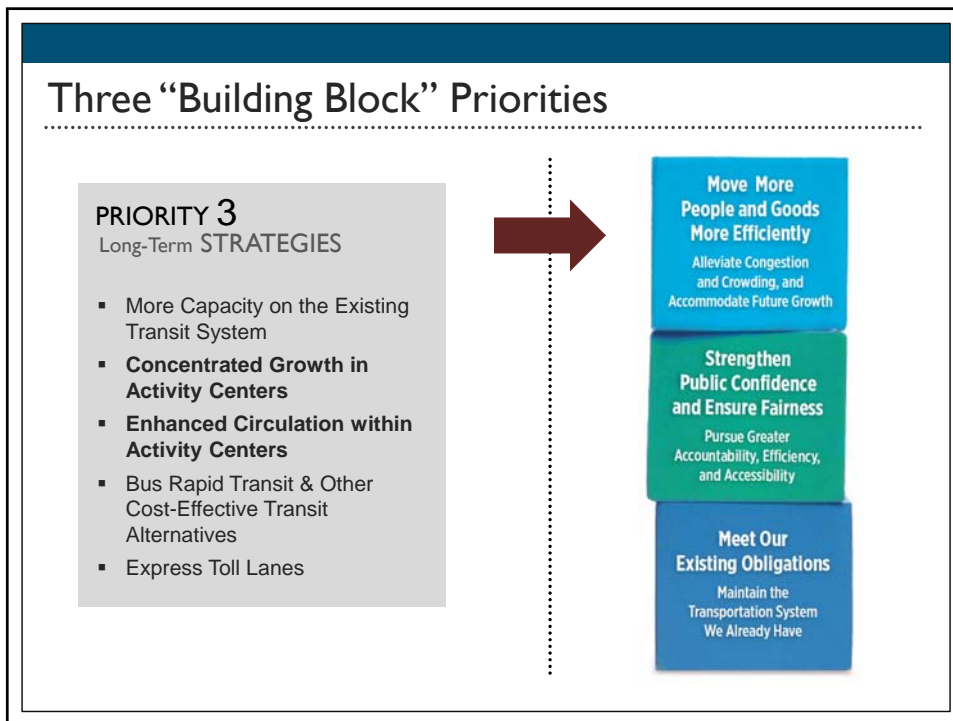 Three “Building Block” Priorities
PRIORITY 3
Long-Term STRATEGIES
▪ More Capacity on the Existing
Transit System
▪ Concentrated Growth in
Activity Centers
▪ Enhanced Circulation within
Activity Centers
▪ Bus Rapid Transit & Other
Cost-Effective Transit
Alternatives
▪ Express Toll Lanes
Move More
People and Goods
More Efficiently
Alleviate Congestion
and Crowding, and
Accommodate Future Growth
Strengthen
Public Confidence
and Ensure Fairness
Pursue Greater
Accountability, Efficiency,
and Accessibility
Meet Our
Existing Obligations
Maintain the
Transportation System
We Already Have